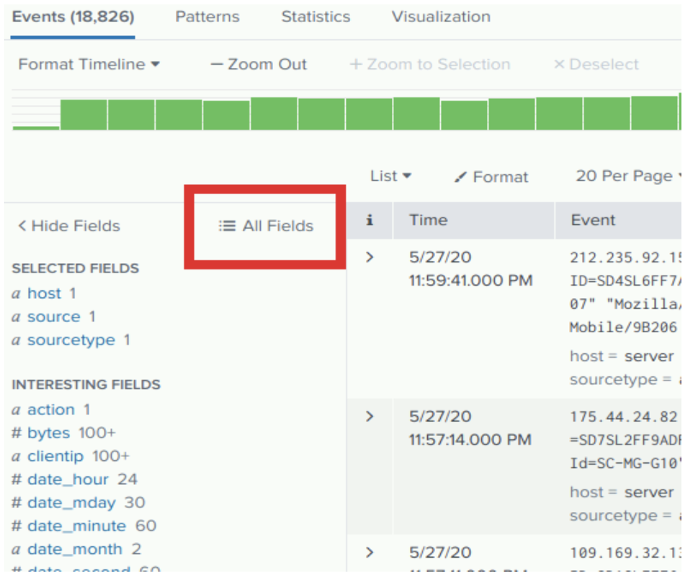 Events (18,826) Patterns Statistics Visualization
Format Timeline — Zoom Out + Zoom to Selection × Deselect
List Format 20 Per Page
< Hide Fields All Fields i Time Event
SELECTED FIELDS
a host 1
a source 1
a sourcetype 1
INTERESTING FIELDS
a action 1
# bytes 100+
a clientip 100+
# date_hour 24
# date_mday 30
# date_minute 60
a date_month 2
# date_second 60
> 5/27/20 212.235.92.15
11:59:41.000 PM ID=SD4SL6FF7
07" "Mozilla/
Mobile/9B206
host = server
sourcetype =
> 5/27/20 175.44.24.82
11:57:14.000 PM =SD7SL2FF9ADF
Id=SC-MG-G10"
host = server
sourcetype =
> 5/27/20 109.169.32.13